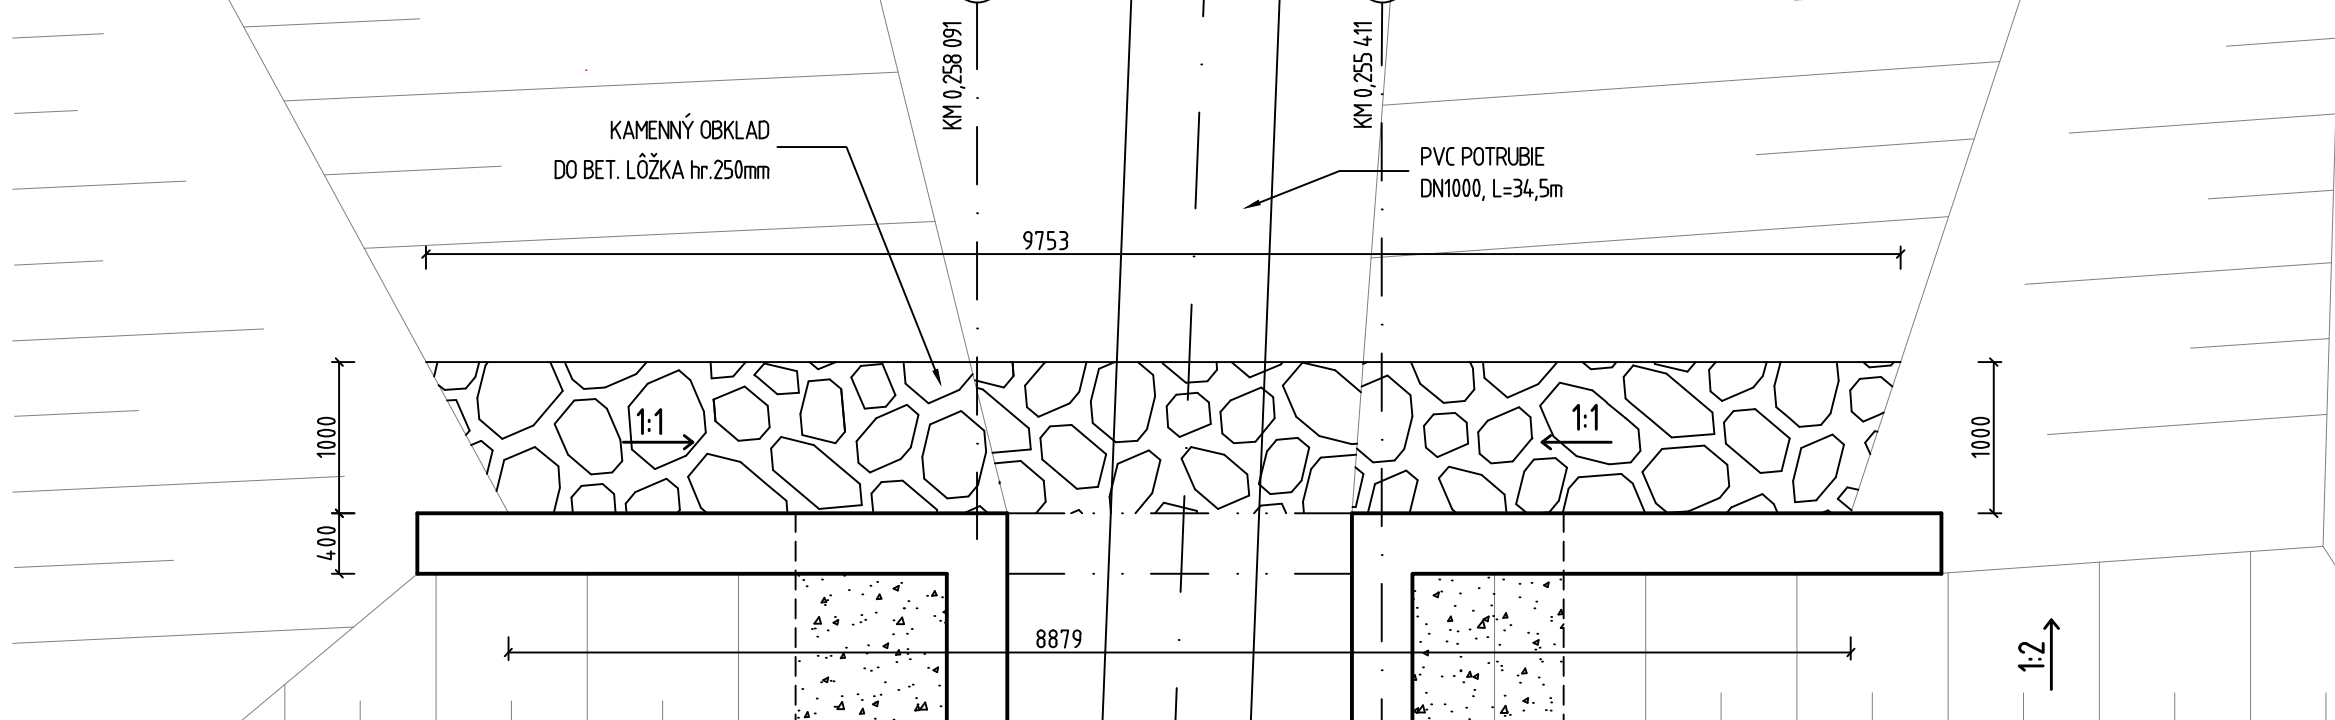 KM 0,258 091
KM 0,255 411
KAMENNÝ OBKLAD
DO BET. LÔŽKA hr.250mm
PVC POTRUBIE
DN1000, L=34,5m
9753
1000
1:1
1:1
1000
400
8879
1:2